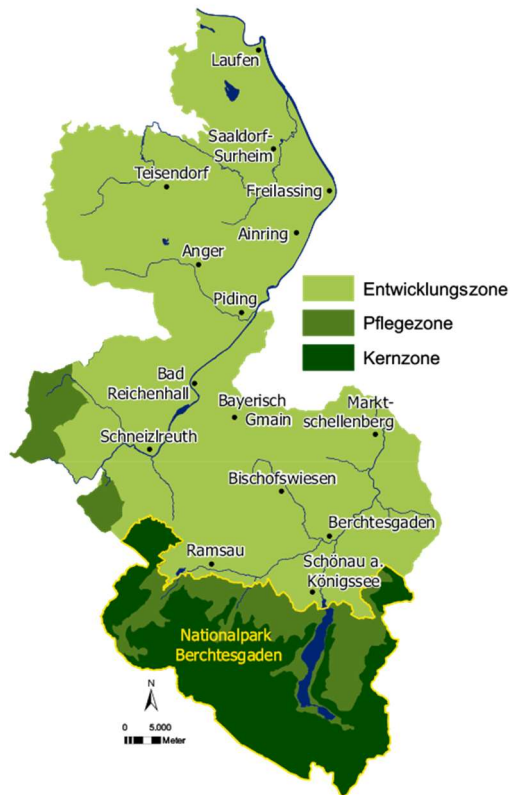 Laufen
Saaldorf-
Surheim
Teisendorf
Freilassing
Ainring
Anger
Piding
Entwicklungszone
Pflegezone
Kernzone
Bad
Reichenhall
Bayerisch
Gmain
Markt-
schellenberg
Schneizlreuth
Bischofswiesen
Berchtesgaden
Ramsau
Schönau a.
Königssee
Nationalpark
Berchtesgaden
N
0 5.000
Meter